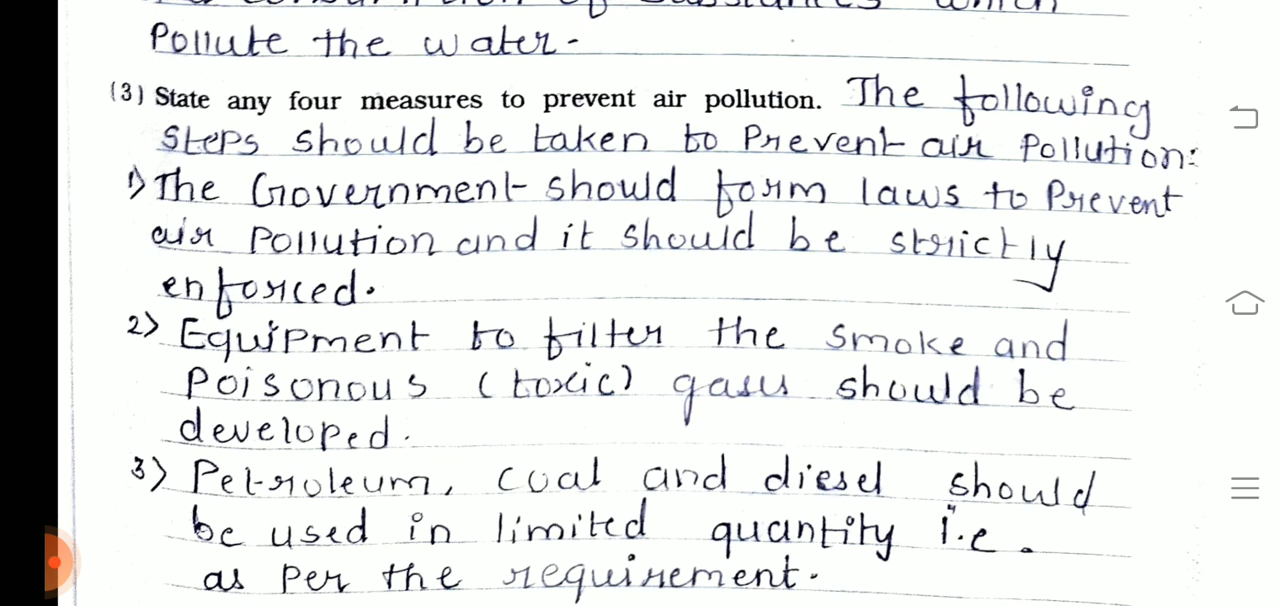 which
Pollute the water-
(3) State any four measures to prevent air pollution. The following
Steps should be taken to Prevent air Pollution:
1) The Government should form laws to Prevent
air Pollution and it should be strictly
enforced.
2) Equipment to filter the smoke and
Poisonous (toxic) gases should be
developed.
3) Petroleum, coal and diesel should
be used in limited quantity i.e.
as per the requirement.